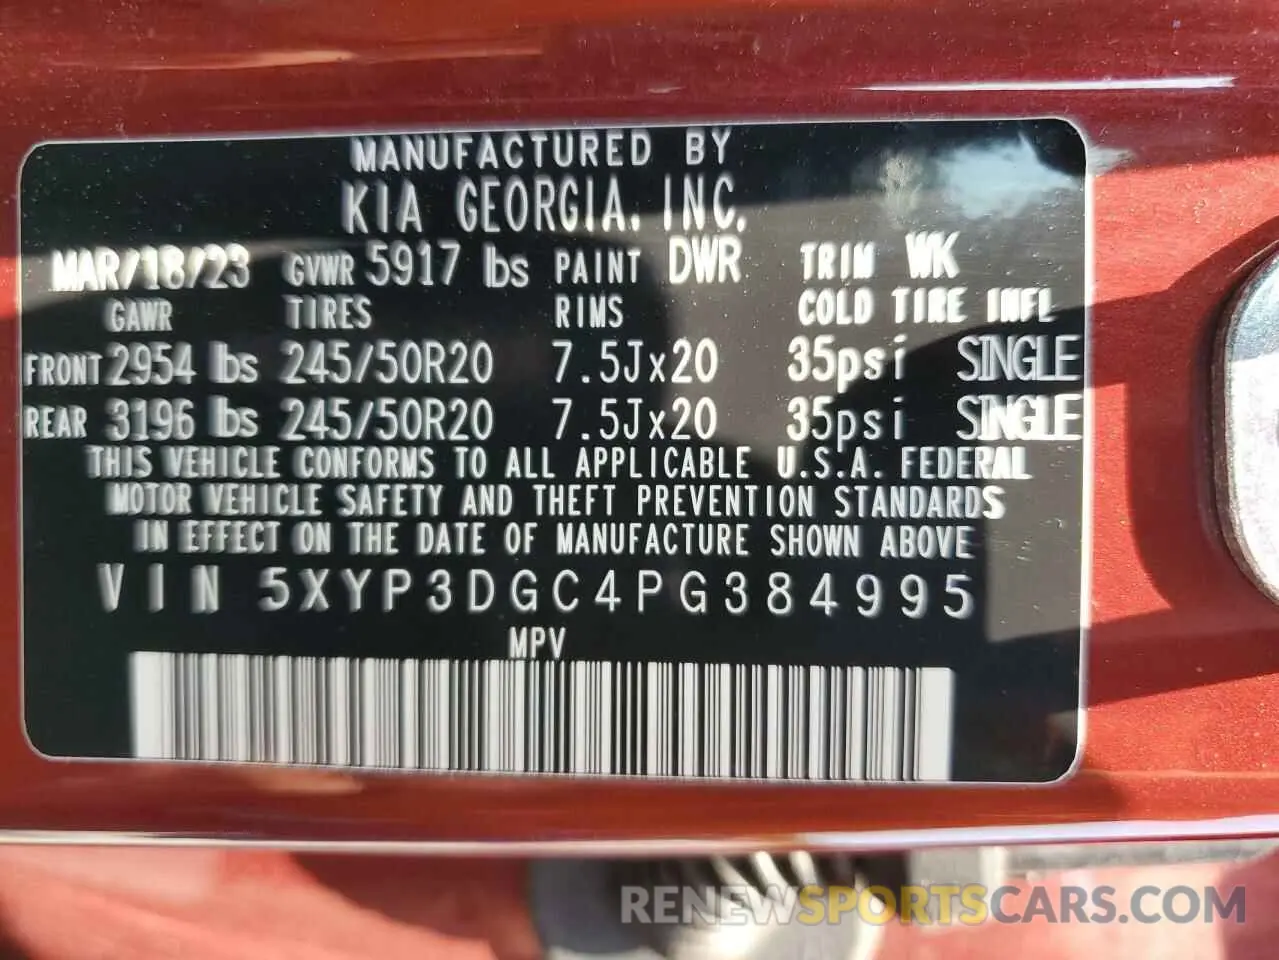 MANUFACTURED BY
KIA GEORGIA, INC.
MAR/18/23 GVWR 5917 lbs PAINT DWR TRIM WK
GAWR TIRES RIMS COLD TIRE INFL
FRONT 2954 lbs 245/50R20 7.5Jx20 35psi SINGLE
REAR 3196 lbs 245/50R20 7.5Jx20 35psi SINGLE
THIS VEHICLE CONFORMS TO ALL APPLICABLE U.S.A. FEDERAL
MOTOR VEHICLE SAFETY AND THEFT PREVENTION STANDARDS
IN EFFECT ON THE DATE OF MANUFACTURE SHOWN ABOVE
VIN 5XYP3DGC4PG384995
MPV
RENEWSPORTSCARS.COM